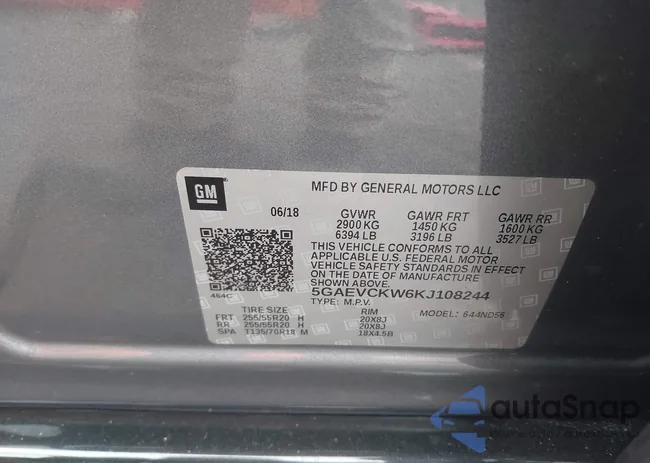 GM
MFD BY GENERAL MOTORS LLC
06/18
GVWR GAWR FRT GAWR RR
2900 KG 1450 KG 1600 KG
6394 LB 3196 LB 3527 LB
THIS VEHICLE CONFORMS TO ALL
APPLICABLE U.S. FEDERAL MOTOR
VEHICLE SAFETY STANDARDS IN EFFECT
ON THE DATE OF MANUFACTURE
SHOWN ABOVE.
5GAEVCKW6KJ108244
TYPE: M.P.V.
464C
TIRE SIZE RIM MODEL: 644ND56
FRT 255/55R20 H 20X8J
RR 255/55R20 H 20X8J
SPA T135/70R18 M 18X4.5B
autoSnap